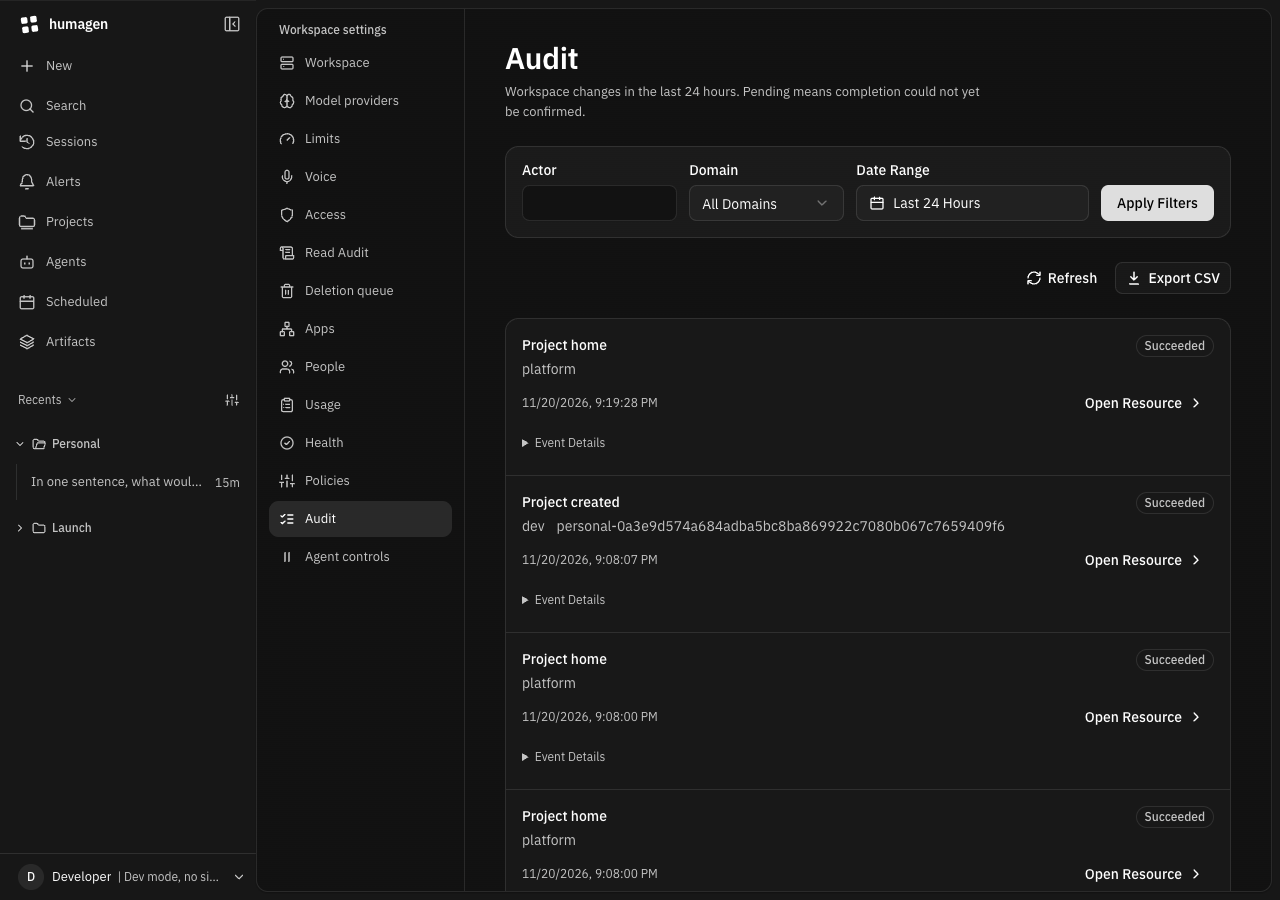 humagen
New
Search
Sessions
Alerts
Projects
Agents
Scheduled
Artifacts
Recents
Personal
In one sentence, what woul... 15m
Launch
D Developer | Dev mode, no si...
Workspace settings
Workspace
Model providers
Limits
Voice
Access
Read Audit
Deletion queue
Apps
People
Usage
Health
Policies
Audit
Agent controls
Audit
Workspace changes in the last 24 hours. Pending means completion could not yet
be confirmed.
Actor Domain Date Range
All Domains Last 24 Hours Apply Filters
Refresh Export CSV
Project home Succeeded
platform
11/20/2026, 9:19:28 PM Open Resource
Event Details
Project created Succeeded
dev personal-0a3e9d574a684adba5bc8ba869922c7080b067c7659409f6
11/20/2026, 9:08:07 PM Open Resource
Event Details
Project home Succeeded
platform
11/20/2026, 9:08:00 PM Open Resource
Event Details
Project home Succeeded
platform
11/20/2026, 9:08:00 PM Open Resource